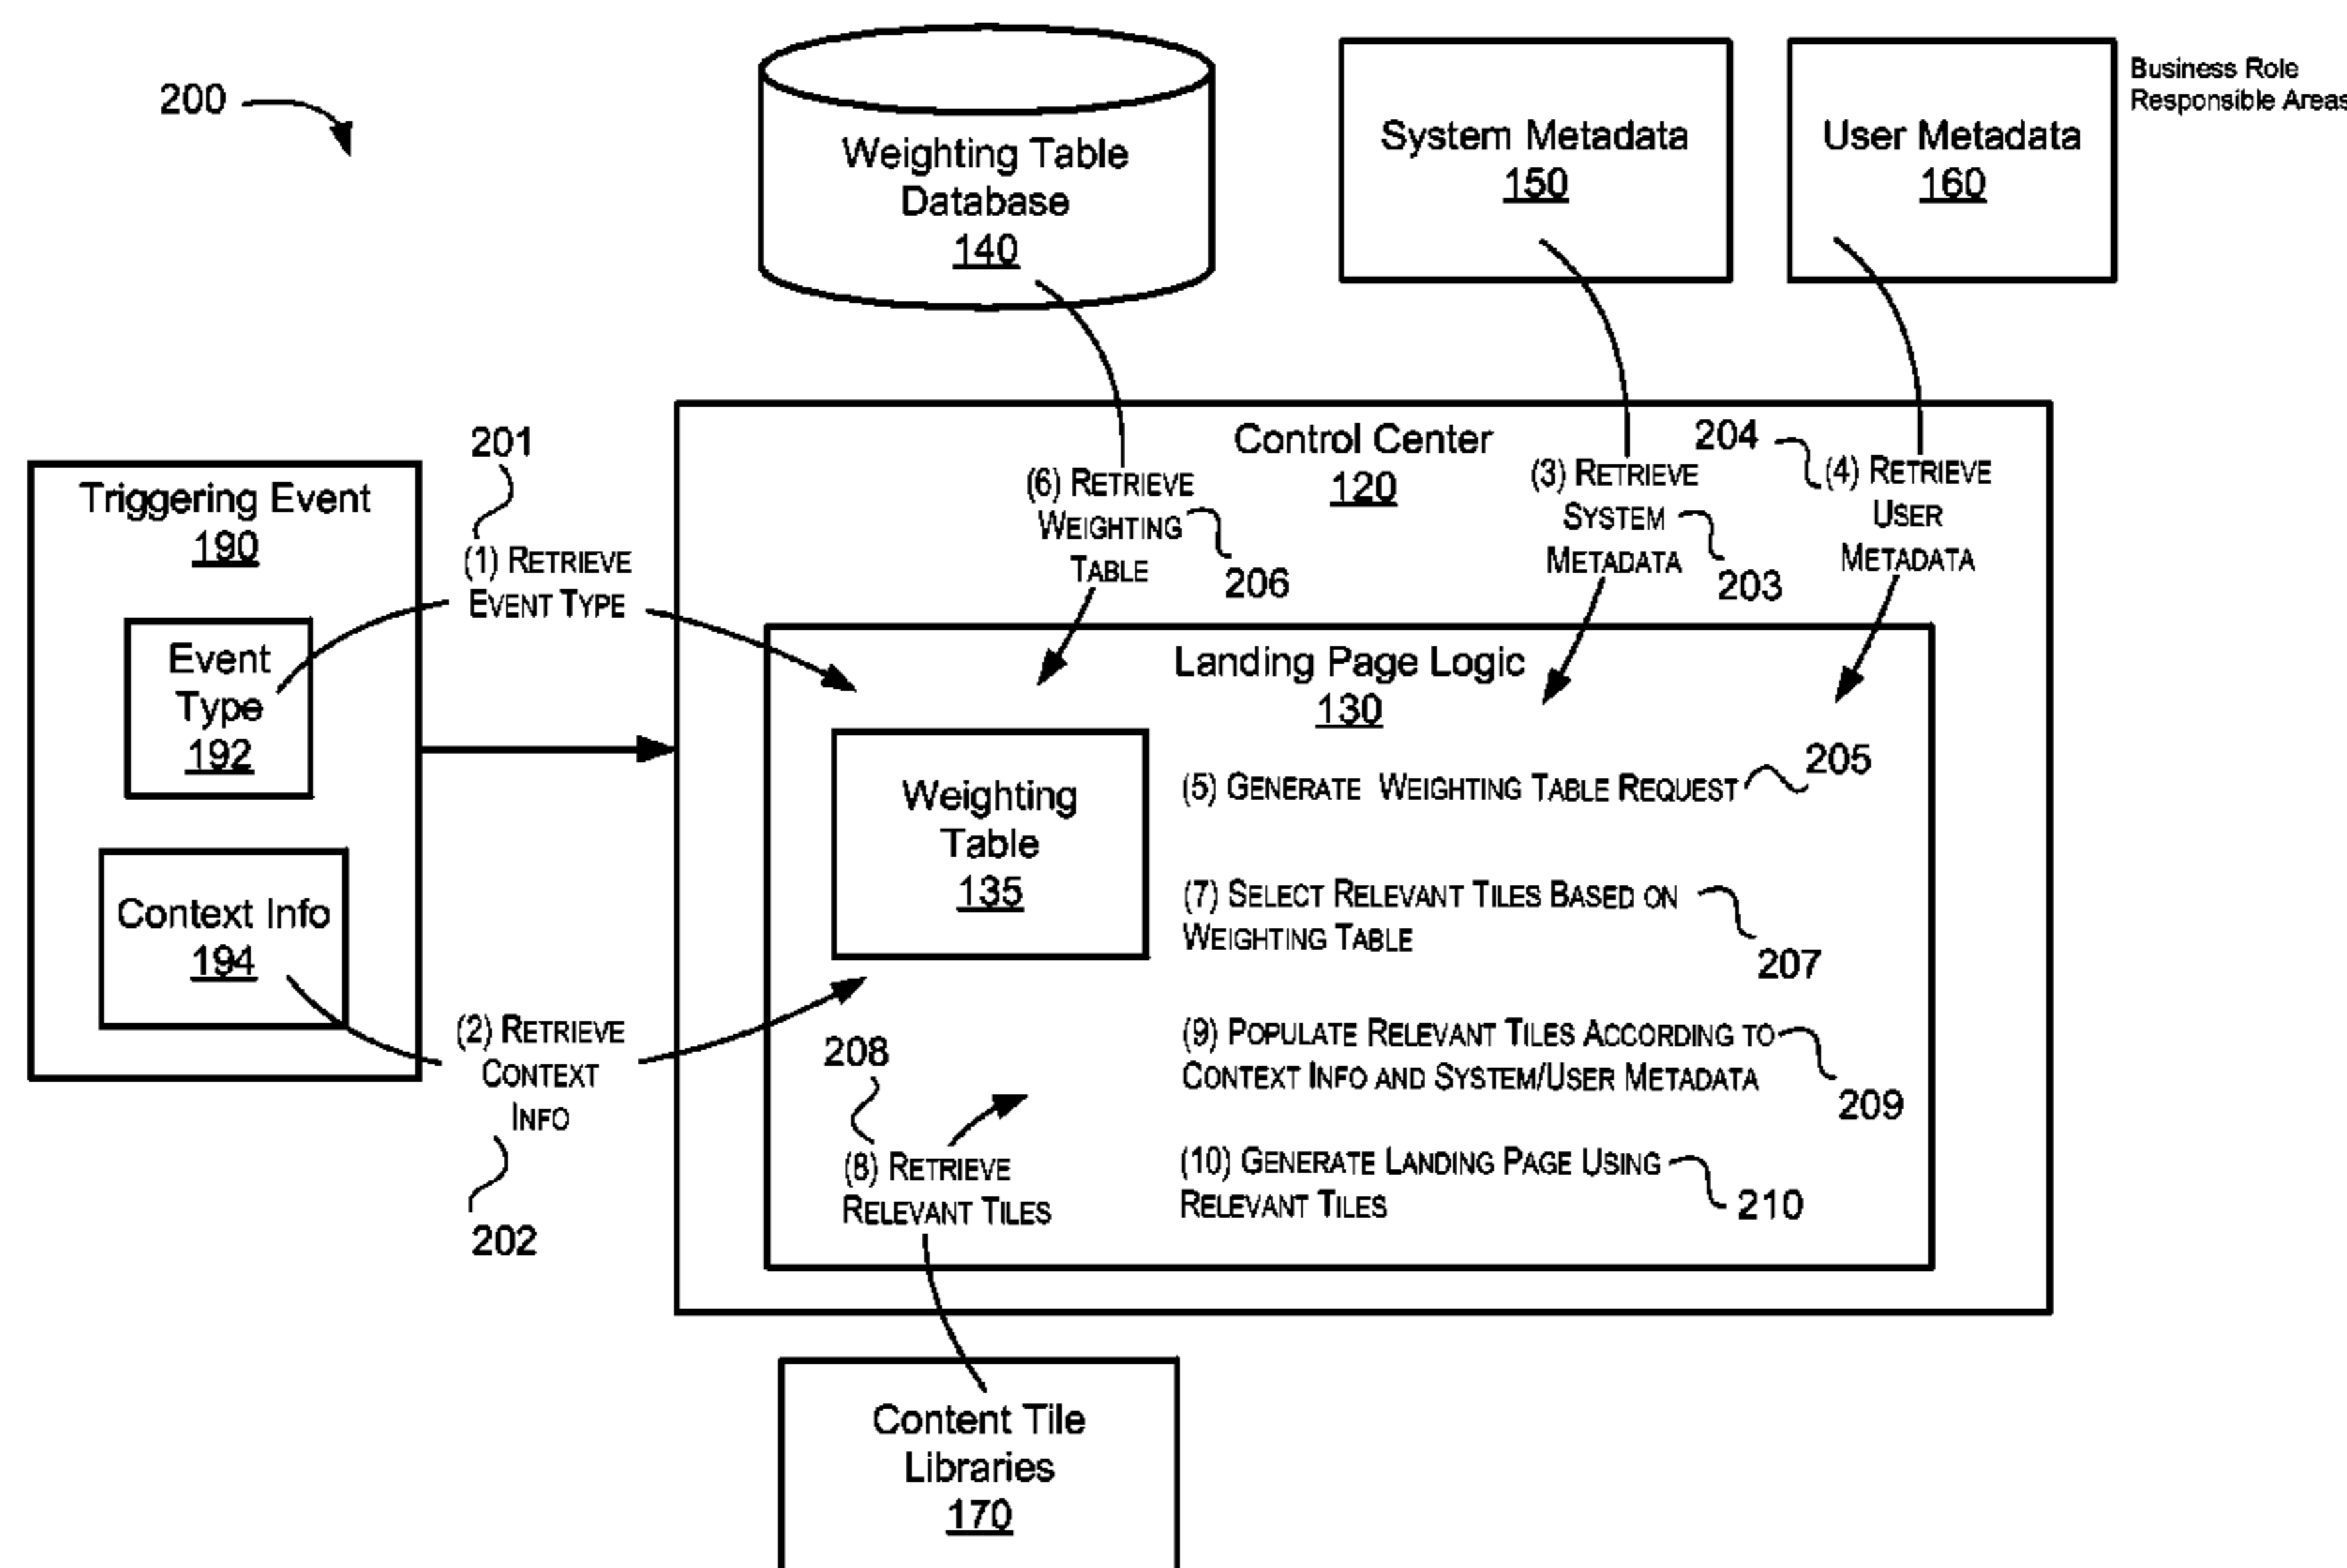 200
Weighting Table
Database
140
System Metadata
150
User Metadata
160
Business Role
Responsible Areas
Triggering Event
190
Event
Type
192
Context Info
194
201
(1) RETRIEVE
EVENT TYPE
(2) RETRIEVE
CONTEXT
INFO
202
Control Center
120
(6) RETRIEVE
WEIGHTING
TABLE
206
(3) RETRIEVE
SYSTEM
METADATA
203
204
(4) RETRIEVE
USER
METADATA
Landing Page Logic
130
Weighting
Table
135
205
(5) GENERATE WEIGHTING TABLE REQUEST
(7) SELECT RELEVANT TILES BASED ON
WEIGHTING TABLE
207
(9) POPULATE RELEVANT TILES ACCORDING TO
CONTEXT INFO AND SYSTEM/USER METADATA
209
208
(8) RETRIEVE
RELEVANT TILES
(10) GENERATE LANDING PAGE USING
RELEVANT TILES
210
Content Tile
Libraries
170